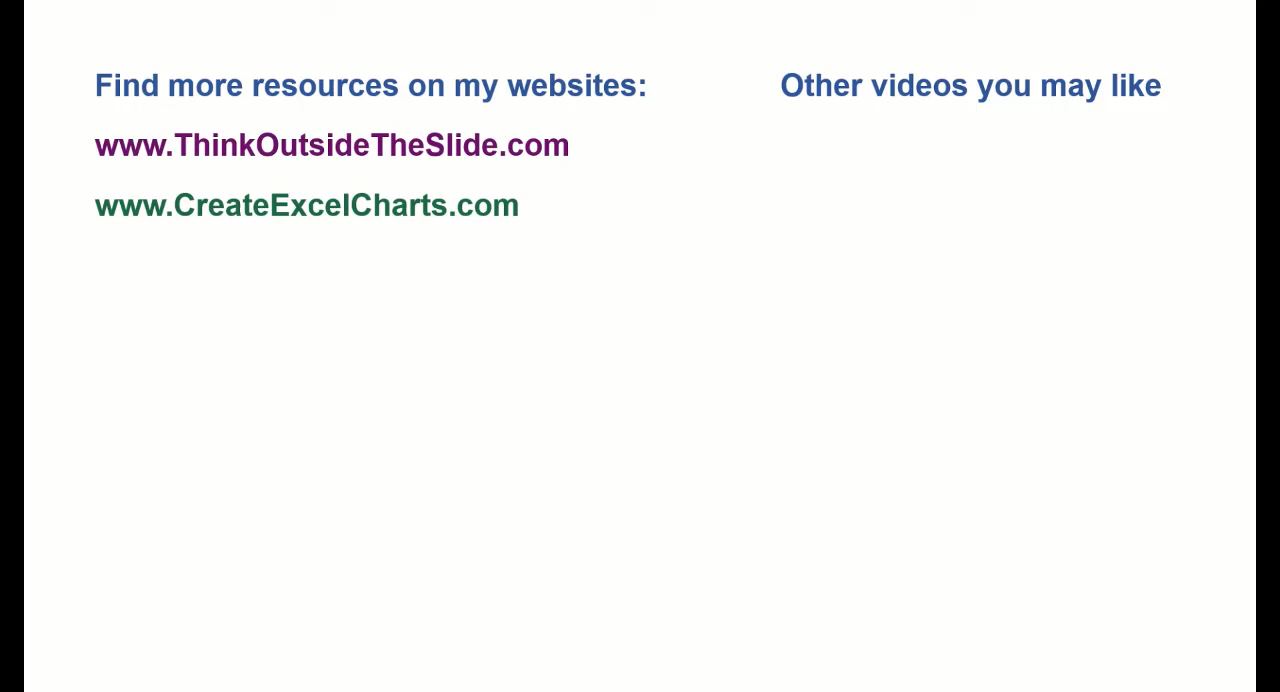 Find more resources on my websites:
www.ThinkOutsideTheSlide.com
www.CreateExcelCharts.com
Other videos you may like